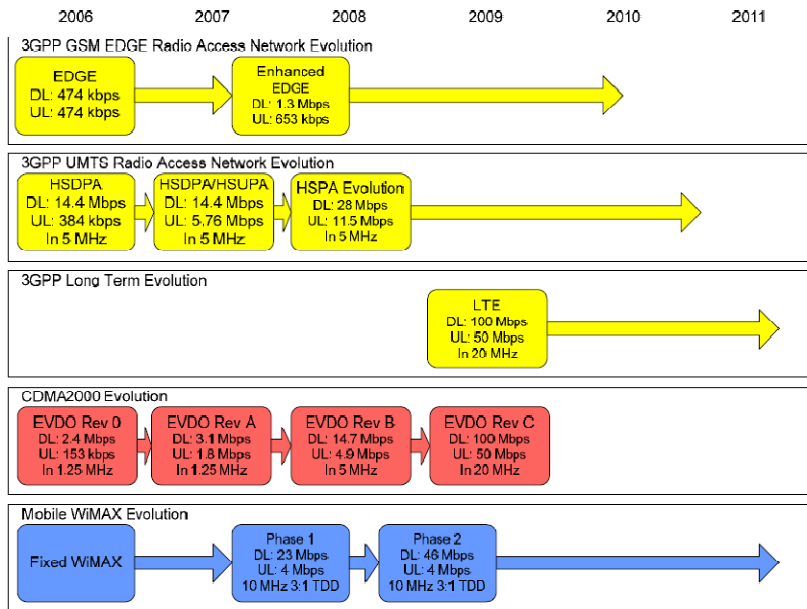 2006 2007 2008 2009 2010 2011
3GPP GSM EDGE Radio Access Network Evolution
EDGE
DL: 474 kbps
UL: 474 kbps
Enhanced
EDGE
DL: 1.3 Mbps
UL: 653 kbps
3GPP UMTS Radio Access Network Evolution
HSDPA
DL: 14.4 Mbps
UL: 384 kbps
In 5 MHz
HSDPA/HSUPA
DL: 14.4 Mbps
UL: 5.76 Mbps
In 5 MHz
HSPA Evolution
DL: 28 Mbps
UL: 11.5 Mbps
In 5 MHz
3GPP Long Term Evolution
LTE
DL: 100 Mbps
UL: 50 Mbps
In 20 MHz
CDMA2000 Evolution
EVDO Rev 0
DL: 2.4 Mbps
UL: 153 kbps
In 1.25 MHz
EVDO Rev A
DL: 3.1 Mbps
UL: 1.8 Mbps
In 1.25 MHz
EVDO Rev B
DL: 14.7 Mbps
UL: 4.9 Mbps
In 5 MHz
EVDO Rev C
DL: 100 Mbps
UL: 50 Mbps
In 20 MHz
Mobile WiMAX Evolution
Fixed WiMAX
Phase 1
DL: 23 Mbps
UL: 4 Mbps
10 MHz 3:1 TDD
Phase 2
DL: 46 Mbps
UL: 4 Mbps
10 MHz 3:1 TDD